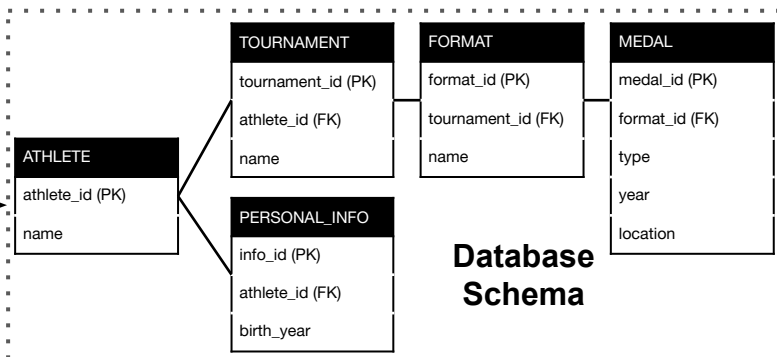 ATHLETE
athlete_id (PK)
name
TOURNAMENT
tournament_id (PK)
athlete_id (FK)
name
PERSONAL_INFO
info_id (PK)
athlete_id (FK)
birth_year
FORMAT
format_id (PK)
tournament_id (FK)
name
MEDAL
medal_id (PK)
format_id (FK)
type
year
location
Database
Schema